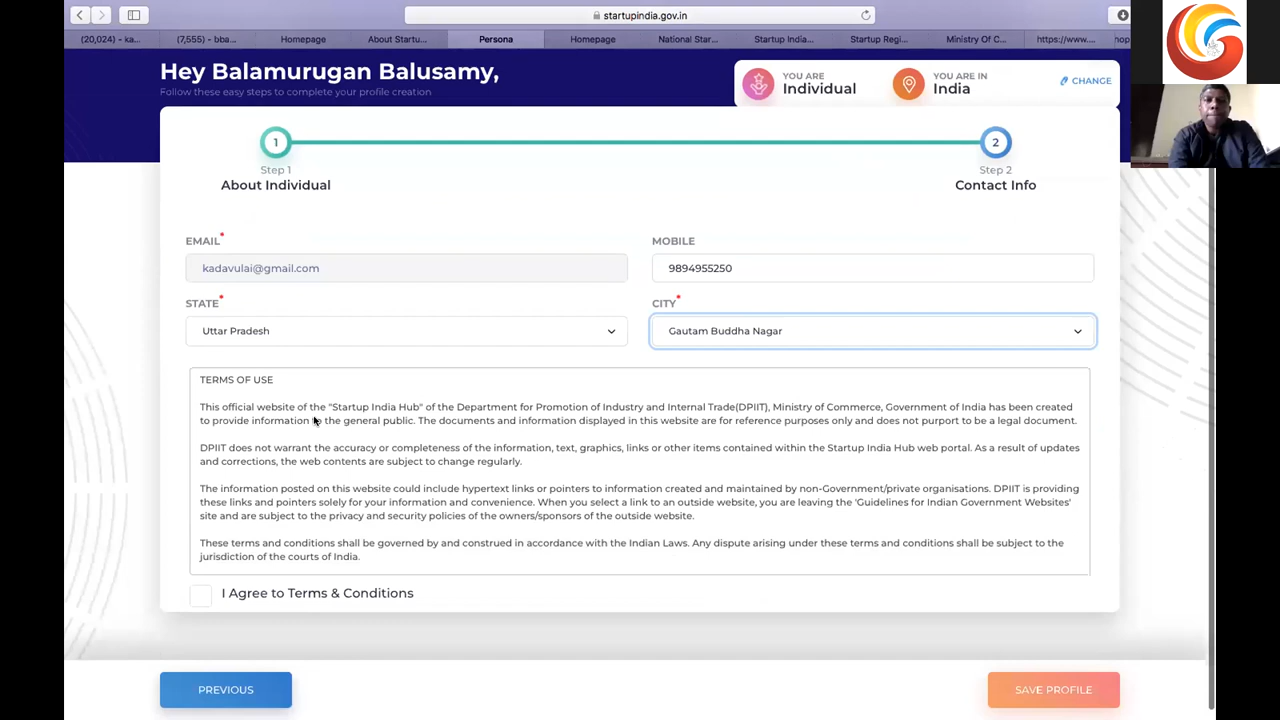 startupindia.gov.in
(20,024) - ka...
(7,555) - bba...
Homepage
About Startu...
Persona
Homepage
National Star...
Startup India...
Startup Regi...
Ministry Of C...
https://www....
Hey Balamurugan Balusamy,
Follow these easy steps to complete your profile creation
YOU ARE
Individual
YOU ARE IN
India
CHANGE
1
2
Step 1
Step 2
About Individual
Contact Info
EMAIL*
MOBILE
kadavulai@gmail.com
9894955250
STATE*
CITY*
Uttar Pradesh
Gautam Buddha Nagar
TERMS OF USE
This official website of the "Startup India Hub" of the Department for Promotion of Industry and Internal Trade(DPIIT), Ministry of Commerce, Government of India has been created
to provide information to the general public. The documents and information displayed in this website are for reference purposes only and does not purport to be a legal document.
DPIIT does not warrant the accuracy or completeness of the information, text, graphics, links or other items contained within the Startup India Hub web portal. As a result of updates
and corrections, the web contents are subject to change regularly.
The information posted on this website could include hypertext links or pointers to information created and maintained by non-Government/private organisations. DPIIT is providing
these links and pointers solely for your information and convenience. When you select a link to an outside website, you are leaving the 'Guidelines for Indian Government Websites'
site and are subject to the privacy and security policies of the owners/sponsors of the outside website.
These terms and conditions shall be governed by and construed in accordance with the Indian Laws. Any dispute arising under these terms and conditions shall be subject to the
jurisdiction of the courts of India.
I Agree to Terms & Conditions
PREVIOUS
SAVE PROFILE